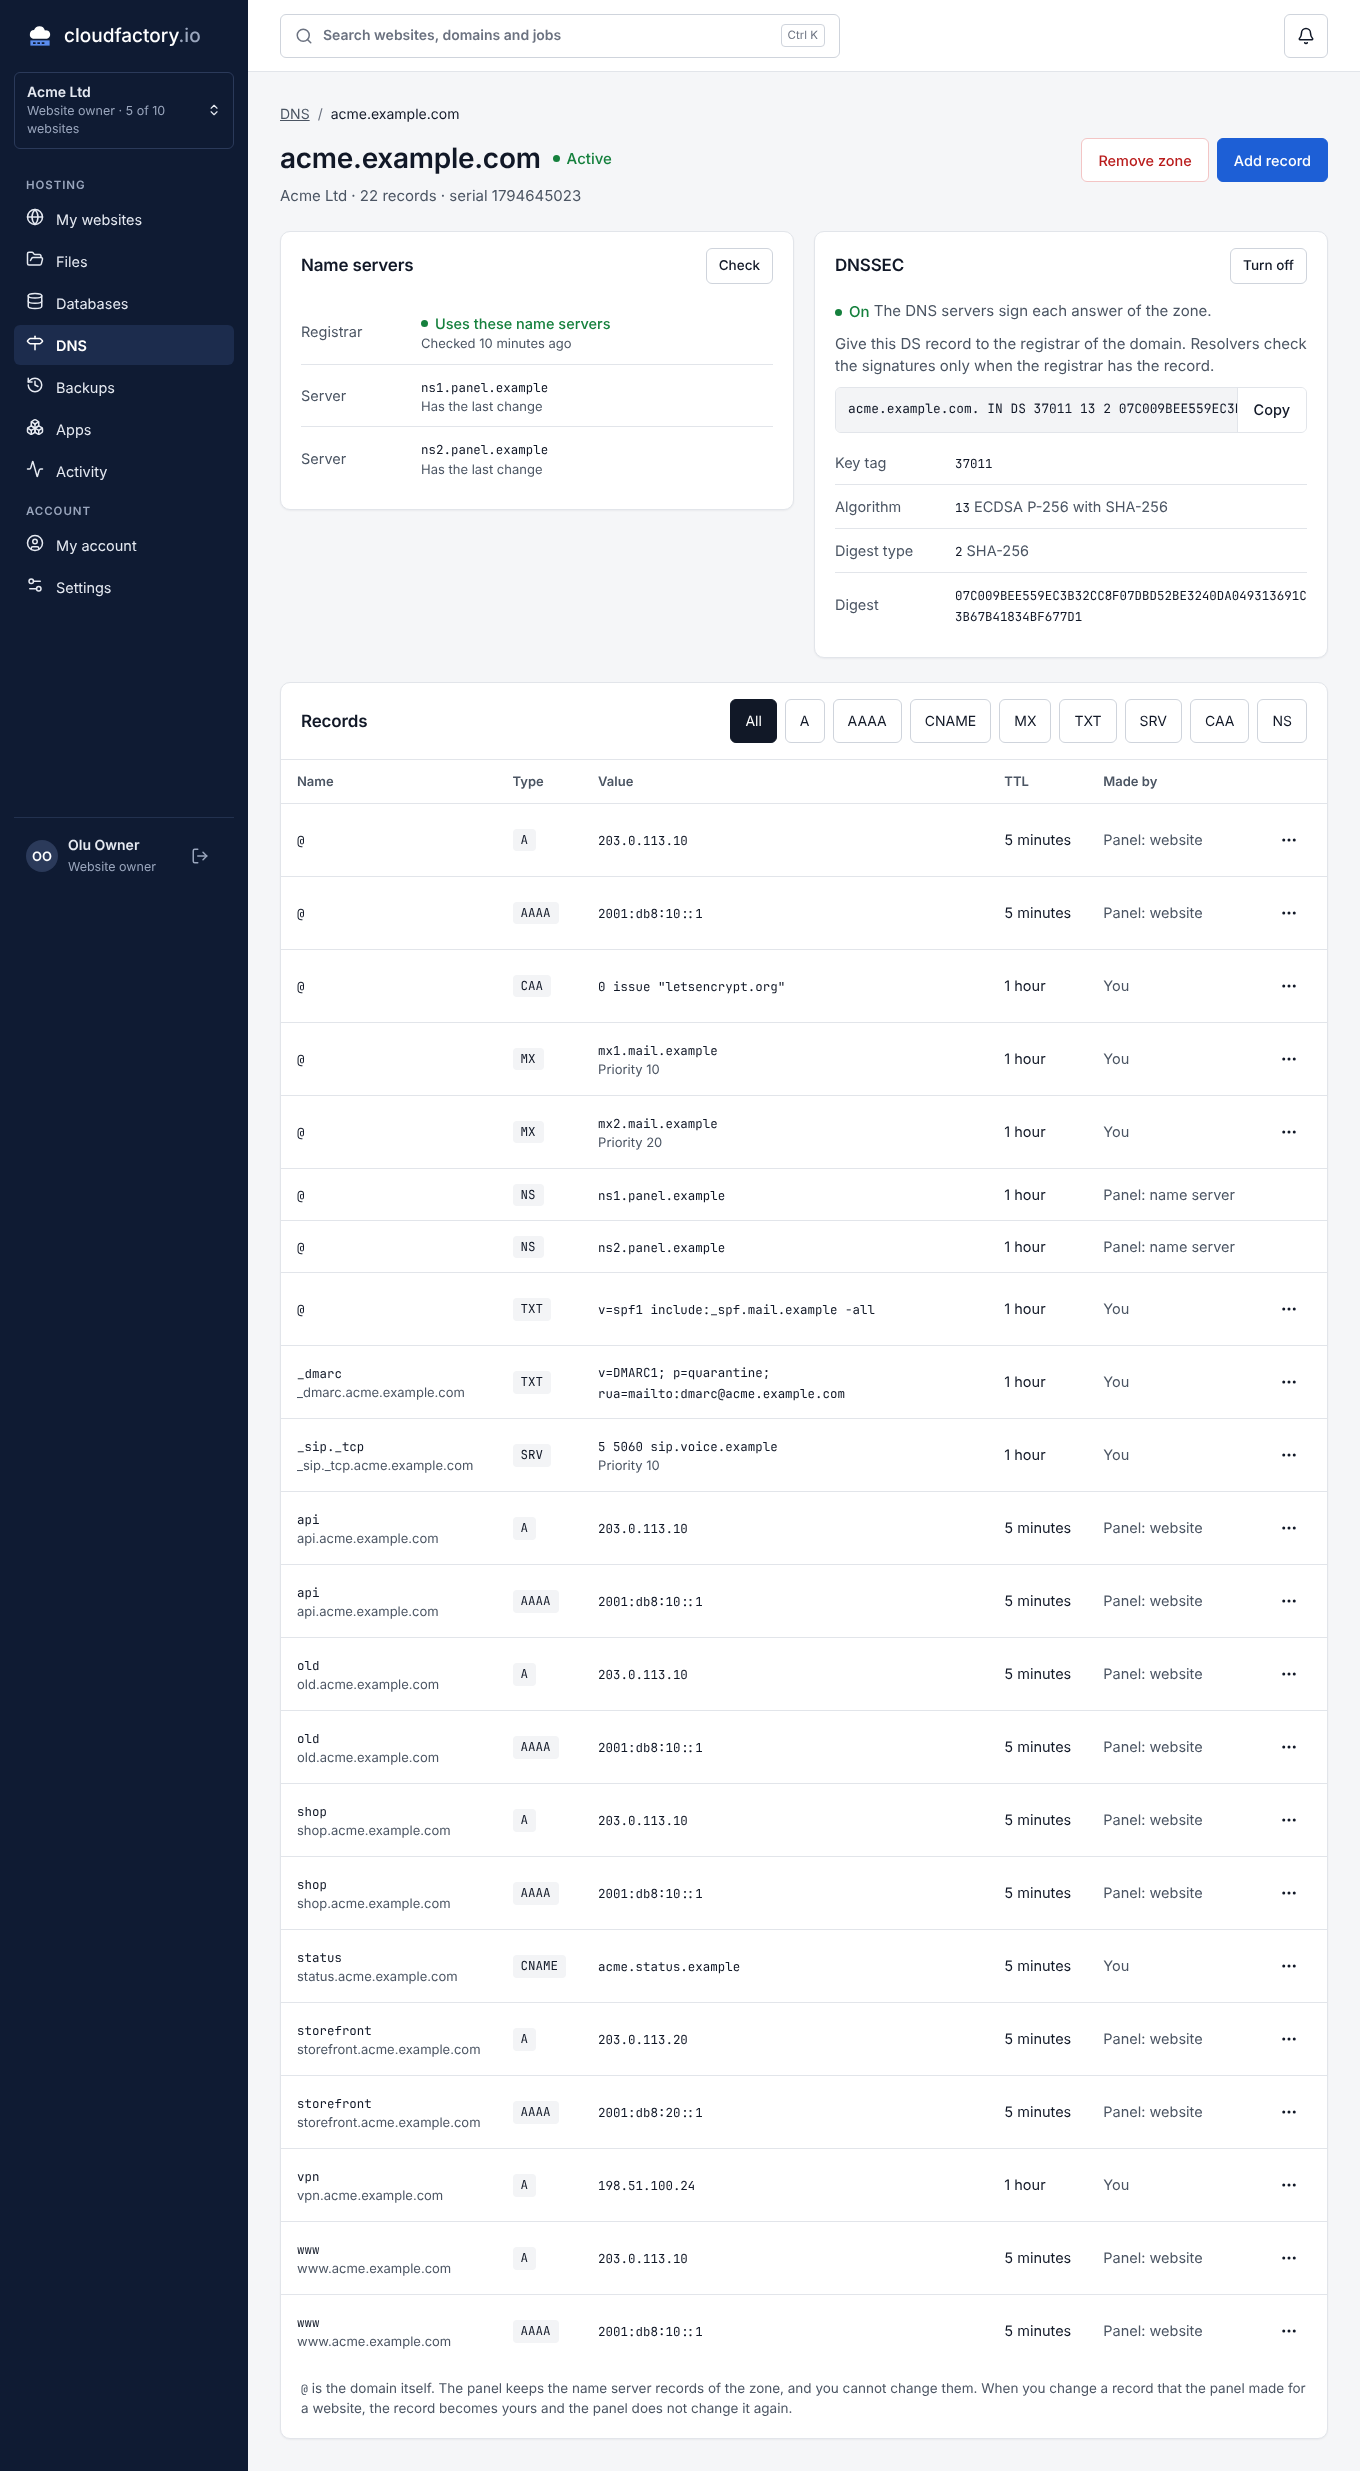 cloudfactory.io
Search websites, domains and jobs
Ctrl K
Acme Ltd
Website owner · 5 of 10
websites
HOSTING
My websites
Files
Databases
DNS
Backups
Apps
Activity
ACCOUNT
My account
Settings
OO
Olu Owner
Website owner
DNS / acme.example.com
acme.example.com Active
Remove zone
Add record
Acme Ltd · 22 records · serial 1794645023
Name servers
Check
Registrar
Uses these name servers
Checked 10 minutes ago
Server
ns1.panel.example
Has the last change
Server
ns2.panel.example
Has the last change
DNSSEC
Turn off
On The DNS servers sign each answer of the zone.
Give this DS record to the registrar of the domain. Resolvers check
the signatures only when the registrar has the record.
acme.example.com. IN DS 37011 13 2 07C009BEE559EC3
Copy
Key tag 37011
Algorithm 13 ECDSA P-256 with SHA-256
Digest type 2 SHA-256
Digest
07C009BEE559EC3B32CC8F07DBD52BE3240DA049313691C
3B67B41834BF677D1
Records
All A AAAA CNAME MX TXT SRV CAA NS
Name Type Value TTL Made by
@ A 203.0.113.10 5 minutes Panel: website
@ AAAA 2001:db8:10::1 5 minutes Panel: website
@ CAA 0 issue "letsencrypt.org" 1 hour You
@ MX mx1.mail.example 1 hour You
Priority 10
@ MX mx2.mail.example 1 hour You
Priority 20
@ NS ns1.panel.example 1 hour Panel: name server
@ NS ns2.panel.example 1 hour Panel: name server
@ TXT v=spf1 include:_spf.mail.example -all 1 hour You
_dmarc TXT v=DMARC1; p=quarantine; 1 hour You
_dmarc.acme.example.com rua=mailto:dmarc@acme.example.com
_sip._tcp SRV 5 5060 sip.voice.example 1 hour You
_sip._tcp.acme.example.com Priority 10
api A 203.0.113.10 5 minutes Panel: website
api.acme.example.com
api AAAA 2001:db8:10::1 5 minutes Panel: website
api.acme.example.com
old A 203.0.113.10 5 minutes Panel: website
old.acme.example.com
old AAAA 2001:db8:10::1 5 minutes Panel: website
old.acme.example.com
shop A 203.0.113.10 5 minutes Panel: website
shop.acme.example.com
shop AAAA 2001:db8:10::1 5 minutes Panel: website
shop.acme.example.com
status CNAME acme.status.example 5 minutes You
status.acme.example.com
storefront A 203.0.113.20 5 minutes Panel: website
storefront.acme.example.com
storefront AAAA 2001:db8:20::1 5 minutes Panel: website
storefront.acme.example.com
vpn A 198.51.100.24 1 hour You
vpn.acme.example.com
www A 203.0.113.10 5 minutes Panel: website
www.acme.example.com
www AAAA 2001:db8:10::1 5 minutes Panel: website
www.acme.example.com
@ is the domain itself. The panel keeps the name server records of the zone, and you cannot change them. When you change a record that the panel made for
a website, the record becomes yours and the panel does not change it again.